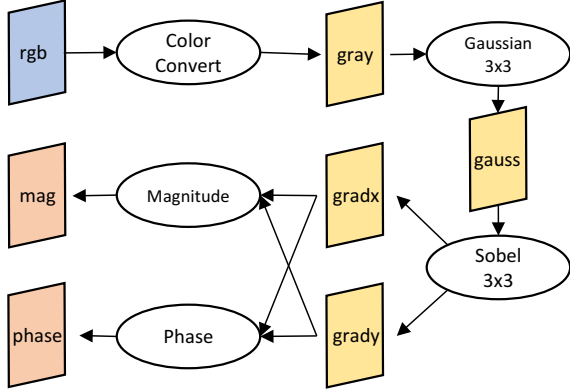 rgb
Color
Convert
gray
Gaussian
3x3
gauss
mag
Magnitude
gradx
Sobel
3x3
phase
Phase
grady